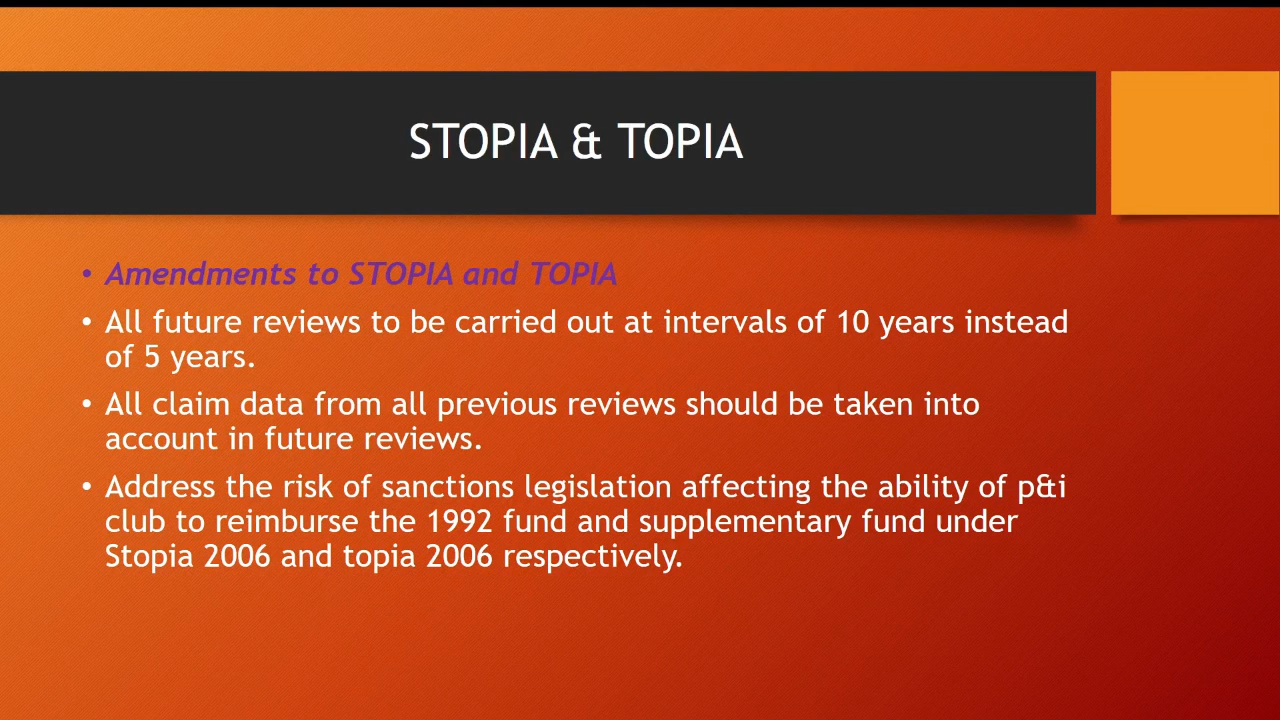 STOPIA & TOPIA
• Amendments to STOPIA and TOPIA
• All future reviews to be carried out at intervals of 10 years instead
of 5 years.
• All claim data from all previous reviews should be taken into
account in future reviews.
• Address the risk of sanctions legislation affecting the ability of p&i
club to reimburse the 1992 fund and supplementary fund under
Stopia 2006 and topia 2006 respectively.